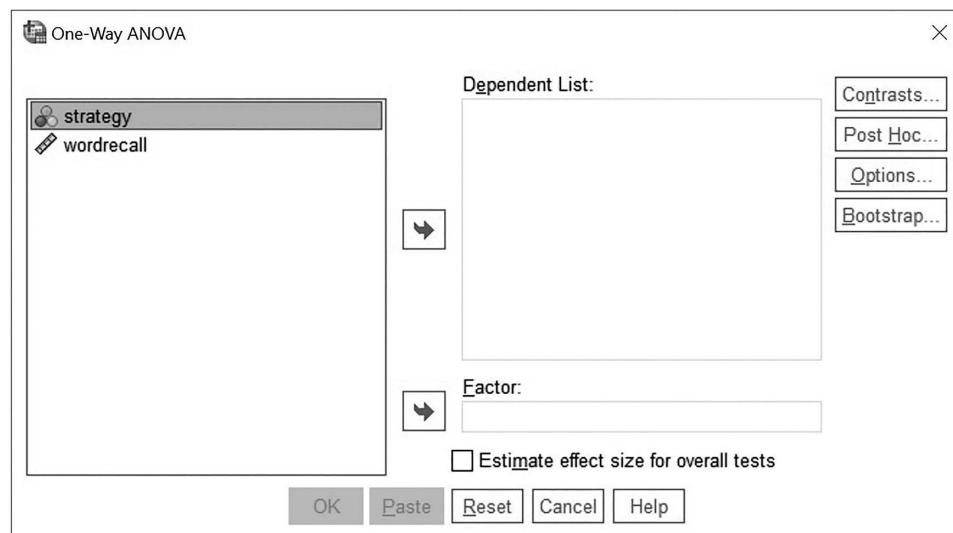 One-Way ANOVA
strategy
wordrecall
Dependent List:
Contrasts...
Post Hoc...
Options...
Bootstrap...
Factor:
Estimate effect size for overall tests
OK Paste Reset Cancel Help